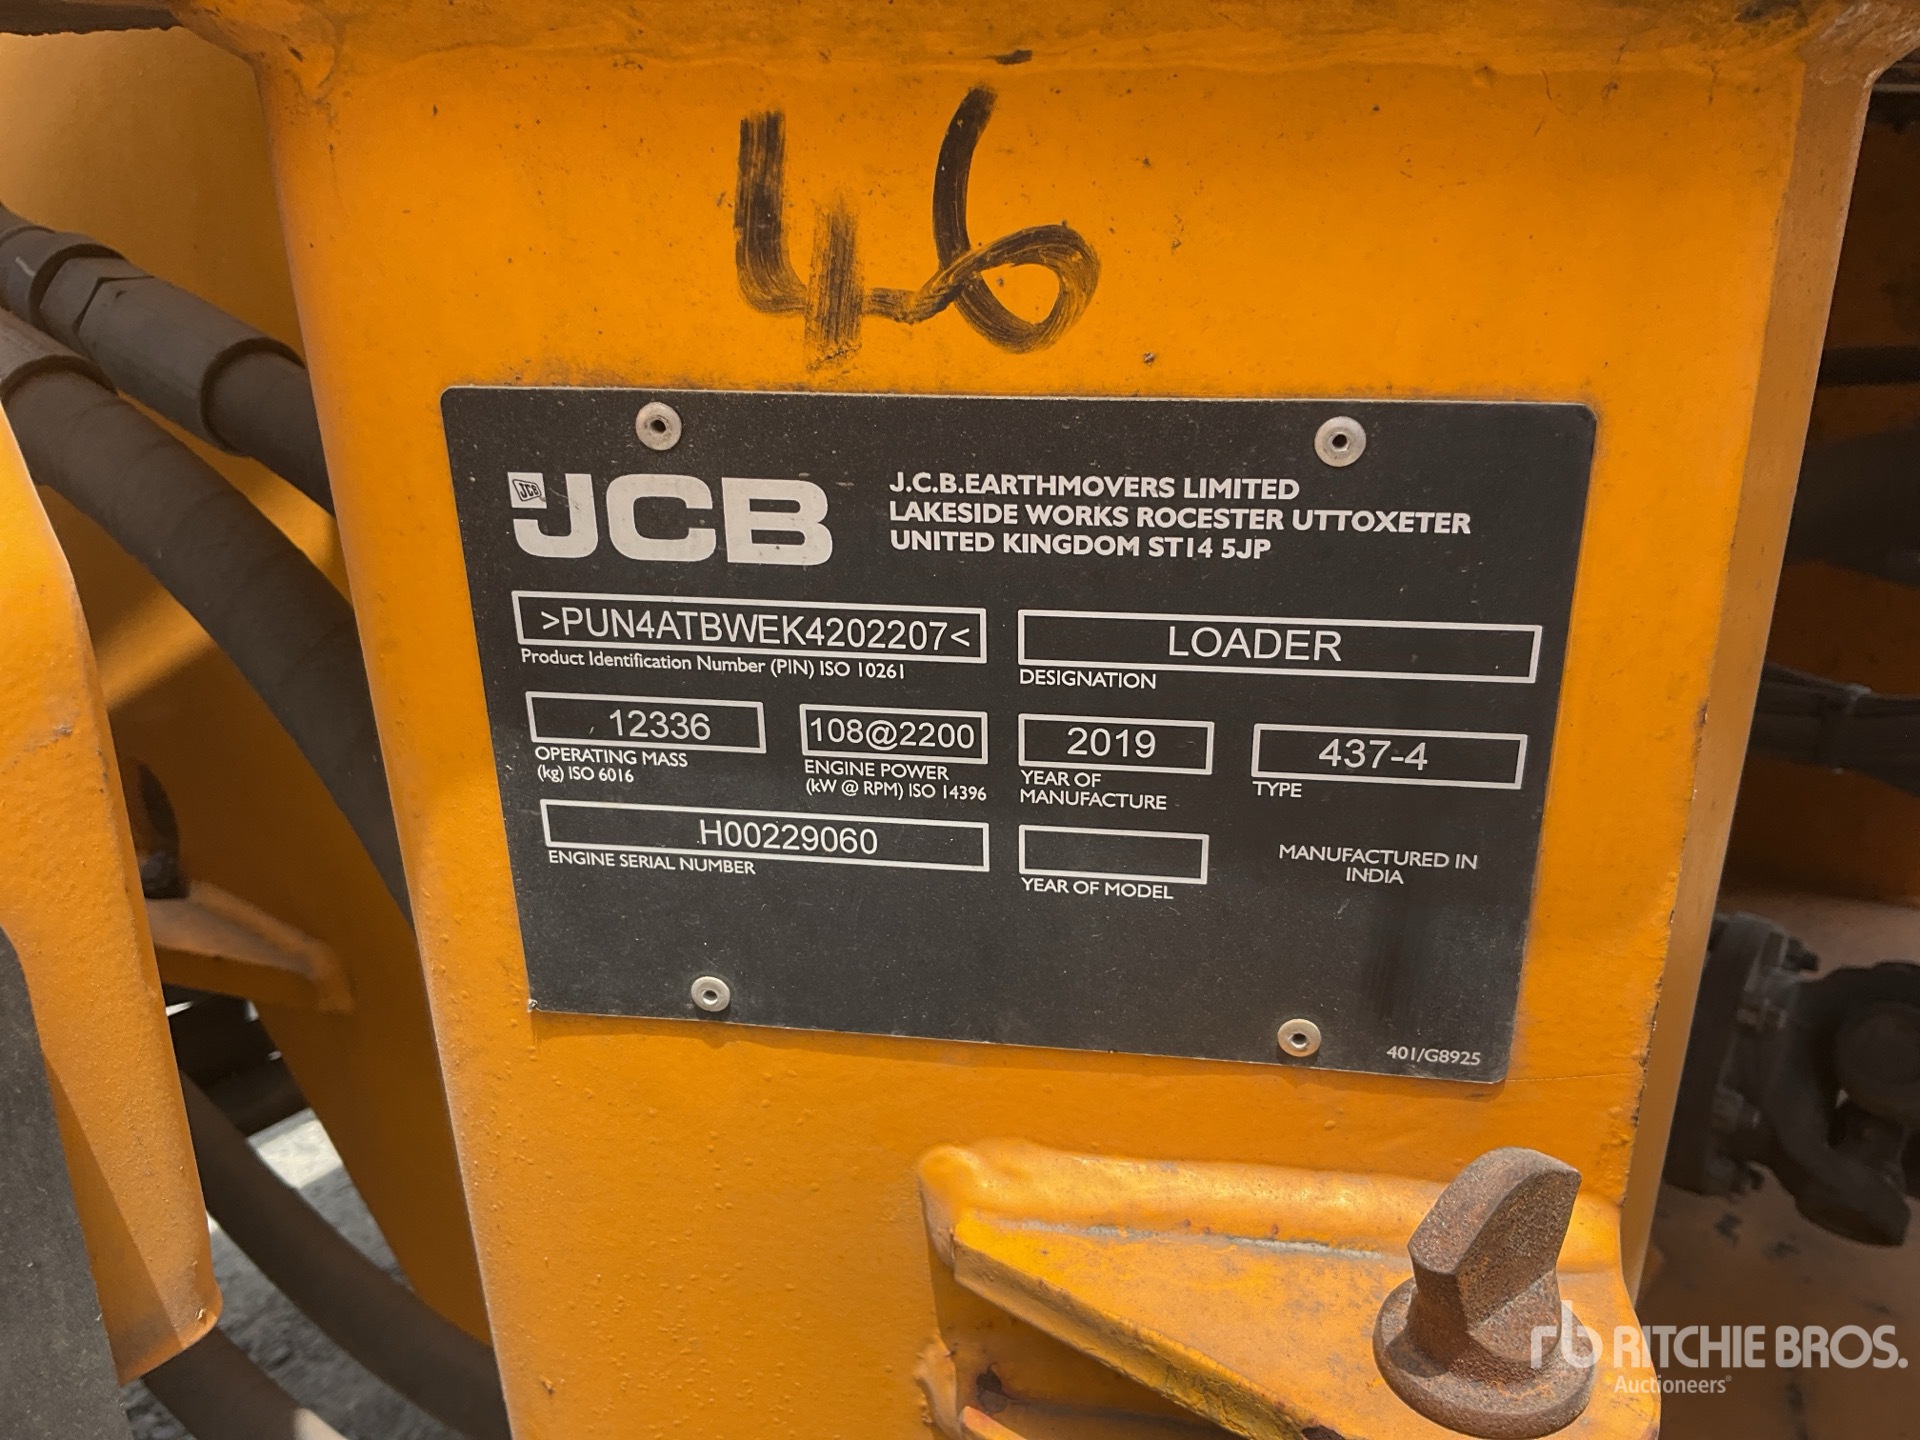 46
JCB
JCB
J.C.B.EARTHMOVERS LIMITED
LAKESIDE WORKS ROCESTER UTTOXETER
UNITED KINGDOM ST14 5JP
>PUN4ATBWEK4202207<
Product Identification Number (PIN) ISO 10261
LOADER
DESIGNATION
12336
OPERATING MASS
(kg) ISO 6016
108@2200
ENGINE POWER
(kW @ RPM) ISO 14396
2019
YEAR OF
MANUFACTURE
437-4
TYPE
H00229060
ENGINE SERIAL NUMBER
YEAR OF MODEL
MANUFACTURED IN
INDIA
401/G8925
rb RITCHIE BROS.
Auctioneers®